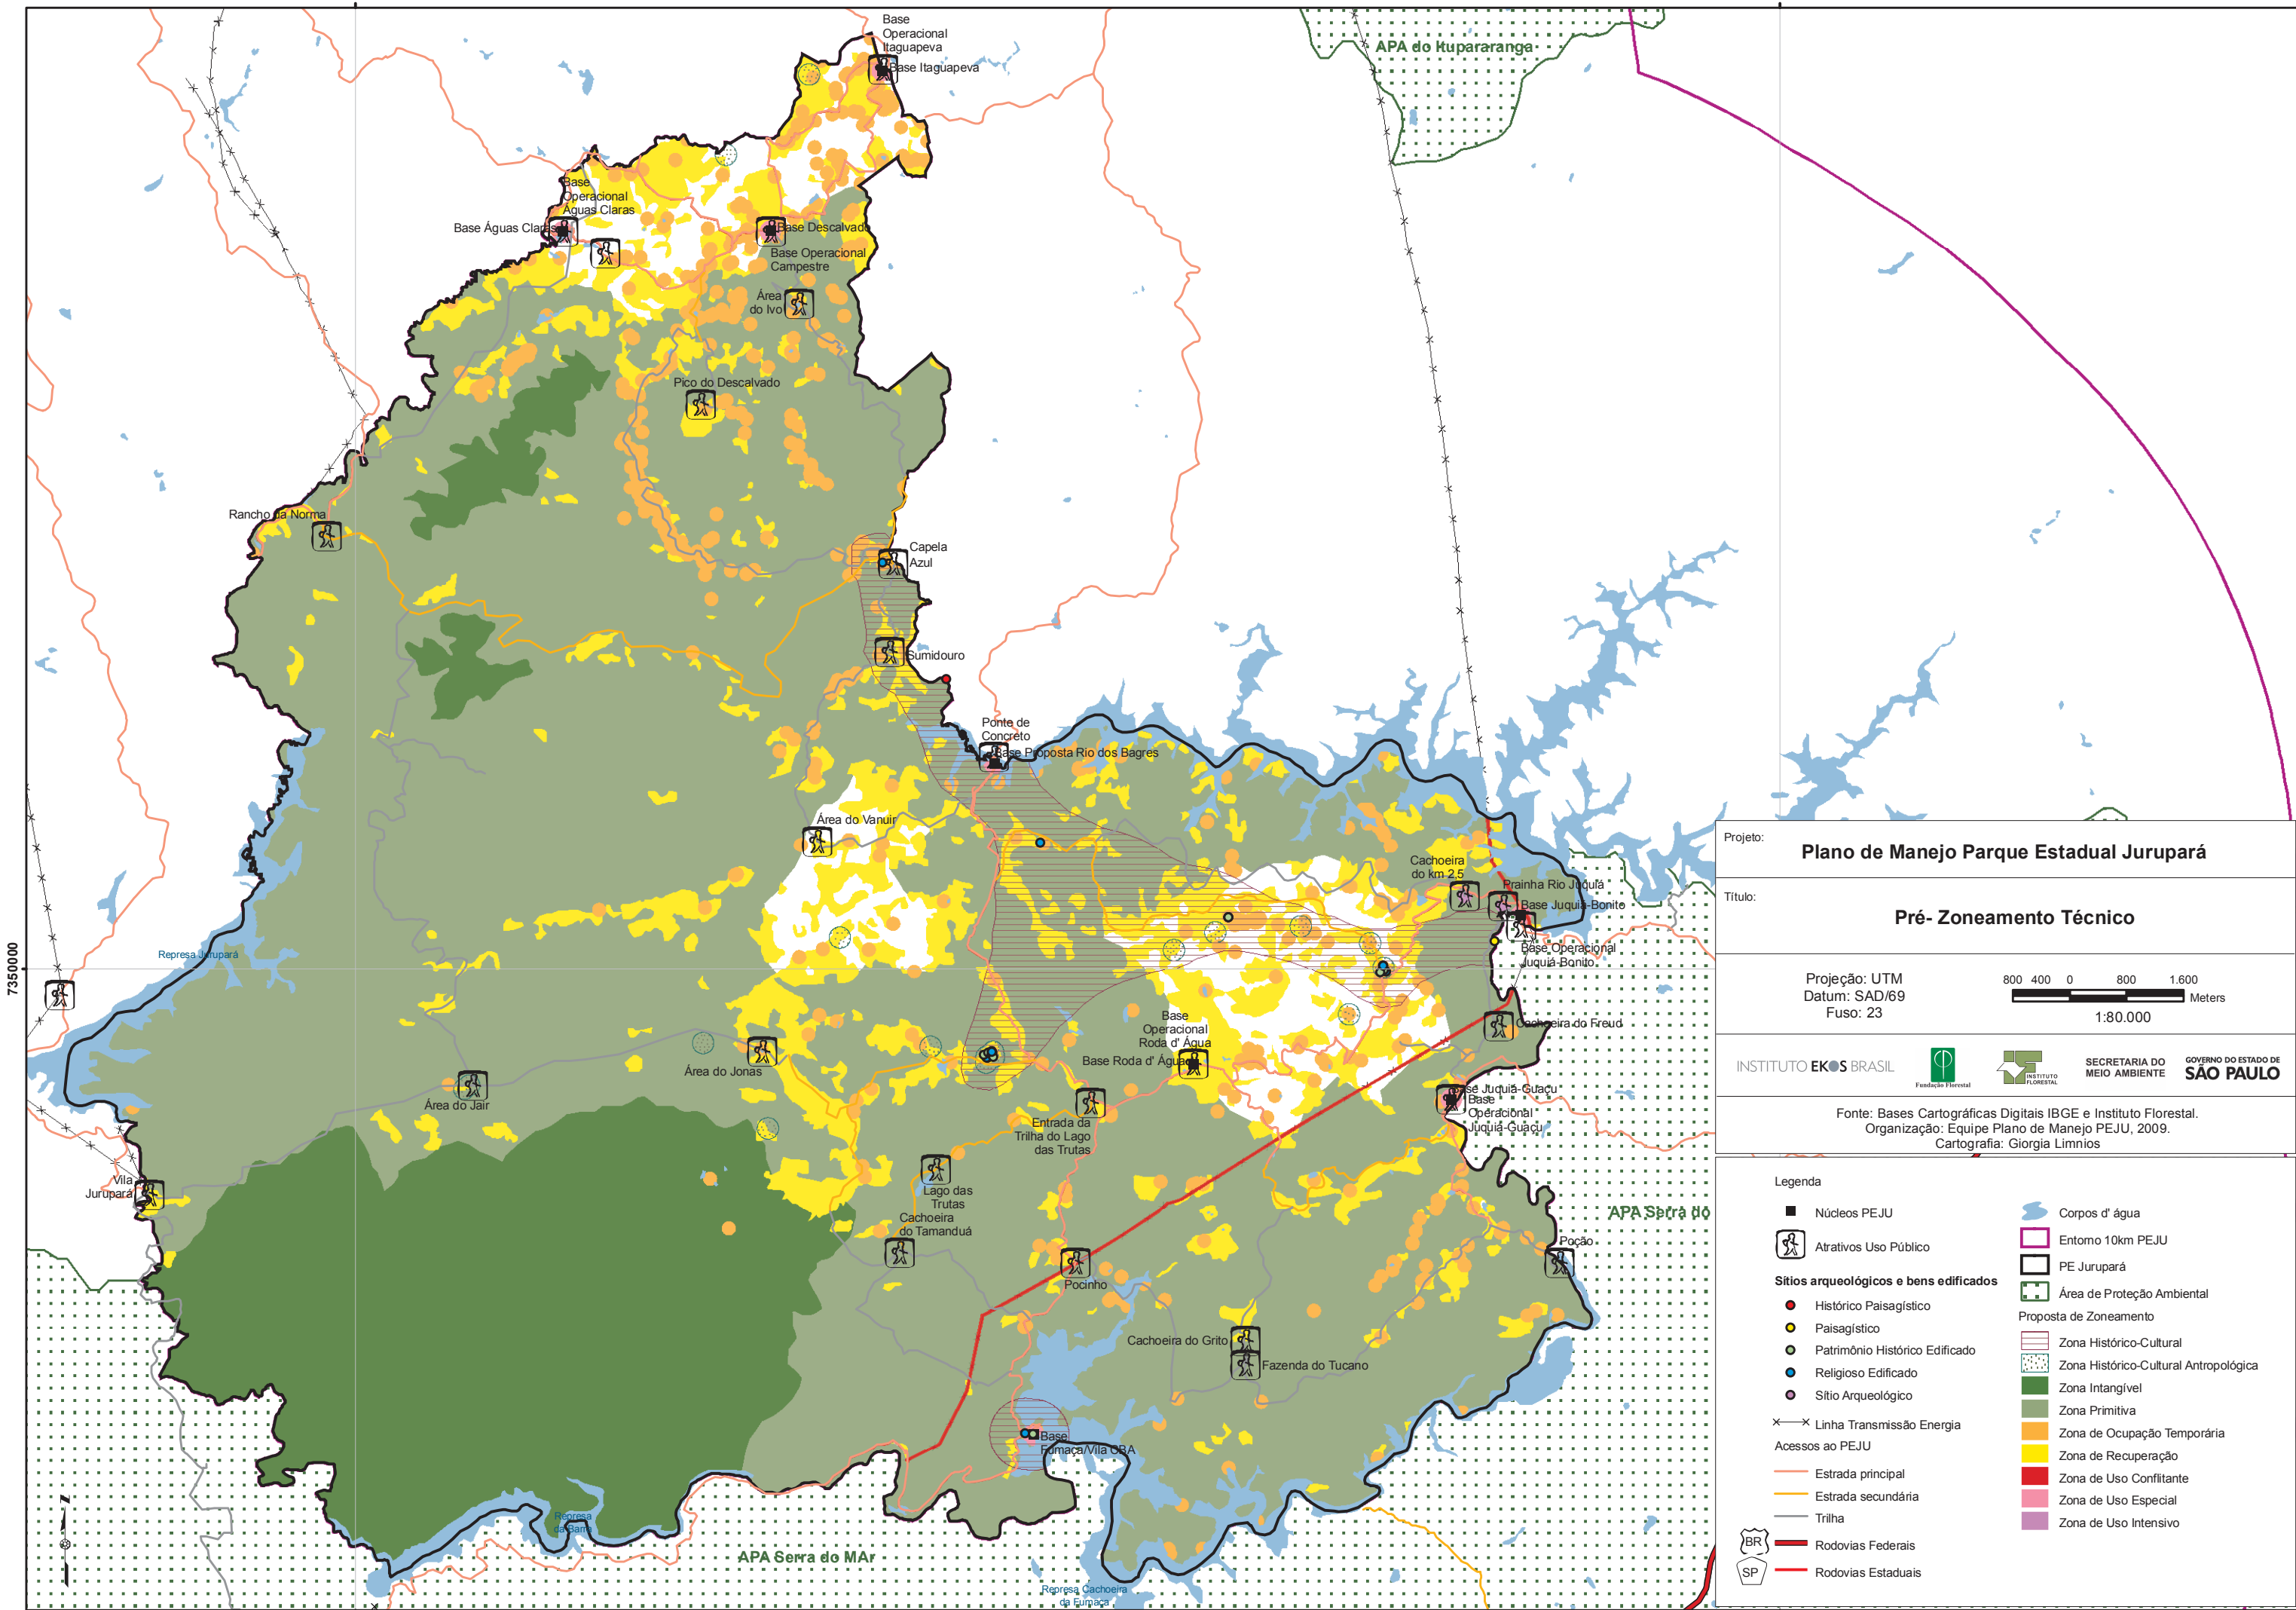 Base
Operacional
Itaguapeva
Base Itaguapeva
APA do Itupararanga
Base
Operacional
Águas Claras
Base Águas Claras
Base Descalvado
Base Operacional
Campestre
Área
do Ivo
Pico do Descalvado
Rancho da Norma
Capela
Azul
Sumidouro
Ponte de
Concreto
Base Proposta Rio dos Bagres
Área do Vanuir
Cachoeira
do km 2,5
Prainha Rio Juquiá
Base Juquiá-Bonito
Base Operacional
Juquiá-Bonito
7350000
Represa Jurupará
Base
Operacional
Roda d' Água
Base Roda d' Água
Cachoeira do Freud
Área do Jonas
Área do Jair
Base Juquiá-Guaçu
Base
Operacional
Juquiá-Guaçu
Entrada da
Trilha do Lago
das Trutas
Vila
Jurupará
Lago das
Trutas
Cachoeira
do Tamanduá
APA Serra do
Poção
Pocinho
Cachoeira do Grito
Fazenda do Tucano
Base
Fumaça/Vila CBA
Represa
da Barra
APA Serra do MAr
Represa Cachoeira
da Fumaça
Projeto:
Plano de Manejo Parque Estadual Jurupará
Título:
Pré- Zoneamento Técnico
Projeção: UTM
Datum: SAD/69
Fuso: 23
800 400 0 800 1.600
Meters
1:80.000
INSTITUTO EKOS BRASIL
Fundação Florestal
INSTITUTO
FLORESTAL
SECRETARIA DO
MEIO AMBIENTE
GOVERNO DO ESTADO DE
SÃO PAULO
Fonte: Bases Cartográficas Digitais IBGE e Instituto Florestal.
Organização: Equipe Plano de Manejo PEJU, 2009.
Cartografia: Giorgia Limnios
Legenda
Núcleos PEJU
Atrativos Uso Público
Sítios arqueológicos e bens edificados
Histórico Paisagístico
Paisagístico
Patrimônio Histórico Edificado
Religioso Edificado
Sítio Arqueológico
Linha Transmissão Energia
Acessos ao PEJU
Estrada principal
Estrada secundária
Trilha
BR
Rodovias Federais
SP
Rodovias Estaduais
Corpos d' água
Entorno 10km PEJU
PE Jurupará
Área de Proteção Ambiental
Proposta de Zoneamento
Zona Histórico-Cultural
Zona Histórico-Cultural Antropológica
Zona Intangível
Zona Primitiva
Zona de Ocupação Temporária
Zona de Recuperação
Zona de Uso Conflitante
Zona de Uso Especial
Zona de Uso Intensivo